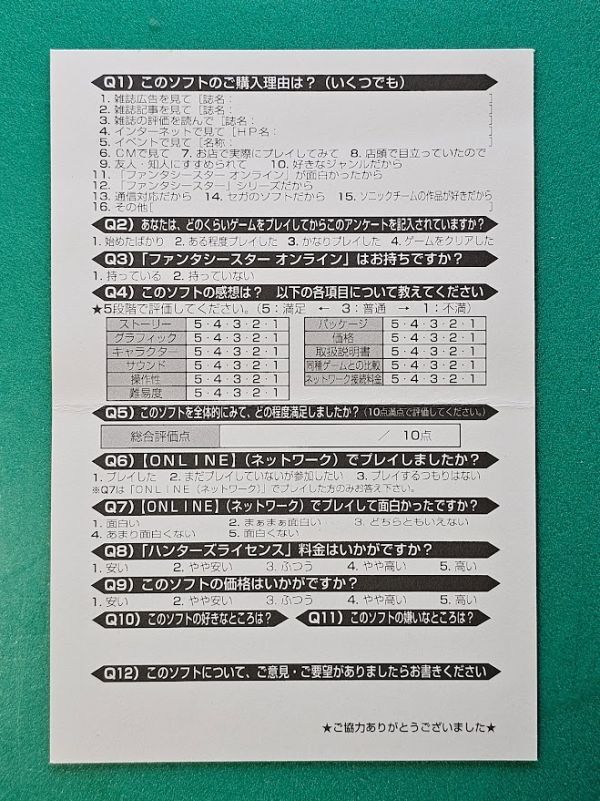 Q1）このソフトのご購入理由は？（いくつでも）
1. 雑誌広告を見て［誌名：　］
2. 雑誌記事を見て［誌名：　］
3. 雑誌の評価を読んで［誌名：　］
4. インターネットで見て［HP名：　］
5. イベントで見て［名称：　］
6. CMで見て 7. お店で実際にプレイしてみて 8. 店頭で目立っていたので
9. 友人・知人にすすめられて 10. 好きなジャンルだから
11.「ファンタシースター オンライン」が面白かったから
12.「ファンタシースター」シリーズだから
13. 通信対応だから 14. セガのソフトだから 15. ソニックチームの作品が好きだから
16. その他［　］
Q2）あなたは、どのくらいゲームをプレイしてからこのアンケートを記入されていますか？
1. 始めたばかり 2. ある程度プレイした 3. かなりプレイした 4. ゲームをクリアした
Q3）「ファンタシースター オンライン」はお持ちですか？
1. 持っている 2. 持っていない
Q4）このソフトの感想は？ 以下の各項目について教えてください
★5段階で評価してください。（5：満足 ← 3：普通 → 1：不満）
ストーリー 5・4・3・2・1 パッケージ 5・4・3・2・1
グラフィック 5・4・3・2・1 価格 5・4・3・2・1
キャラクター 5・4・3・2・1 取扱説明書 5・4・3・2・1
サウンド 5・4・3・2・1 同種ゲームとの比較 5・4・3・2・1
操作性 5・4・3・2・1 ネットワーク接続料金 5・4・3・2・1
難易度 5・4・3・2・1
Q5）このソフトを全体的にみて、どの程度満足しましたか？（10点満点で評価してください。）
総合評価点 ／ 10点
Q6）【ONLINE】（ネットワーク）でプレイしましたか？
1. プレイした 2. まだプレイしていないが参加したい 3. プレイするつもりはない
※Q7は「ONLINE（ネットワーク）」でプレイした方のみお答え下さい。
Q7）【ONLINE】（ネットワーク）でプレイして面白かったですか？
1. 面白い 2. まぁまぁ面白い 3. どちらともいえない
4. あまり面白くない 5. 面白くない
Q8）「ハンターズライセンス」料金はいかがですか？
1. 安い 2. やや安い 3. ふつう 4. やや高い 5. 高い
Q9）このソフトの価格はいかがですか？
1. 安い 2. やや安い 3. ふつう 4. やや高い 5. 高い
Q10）このソフトの好きなところは？ Q11）このソフトの嫌いなところは？
Q12）このソフトについて、ご意見・ご要望がありましたらお書きください
★ご協力ありがとうございました★